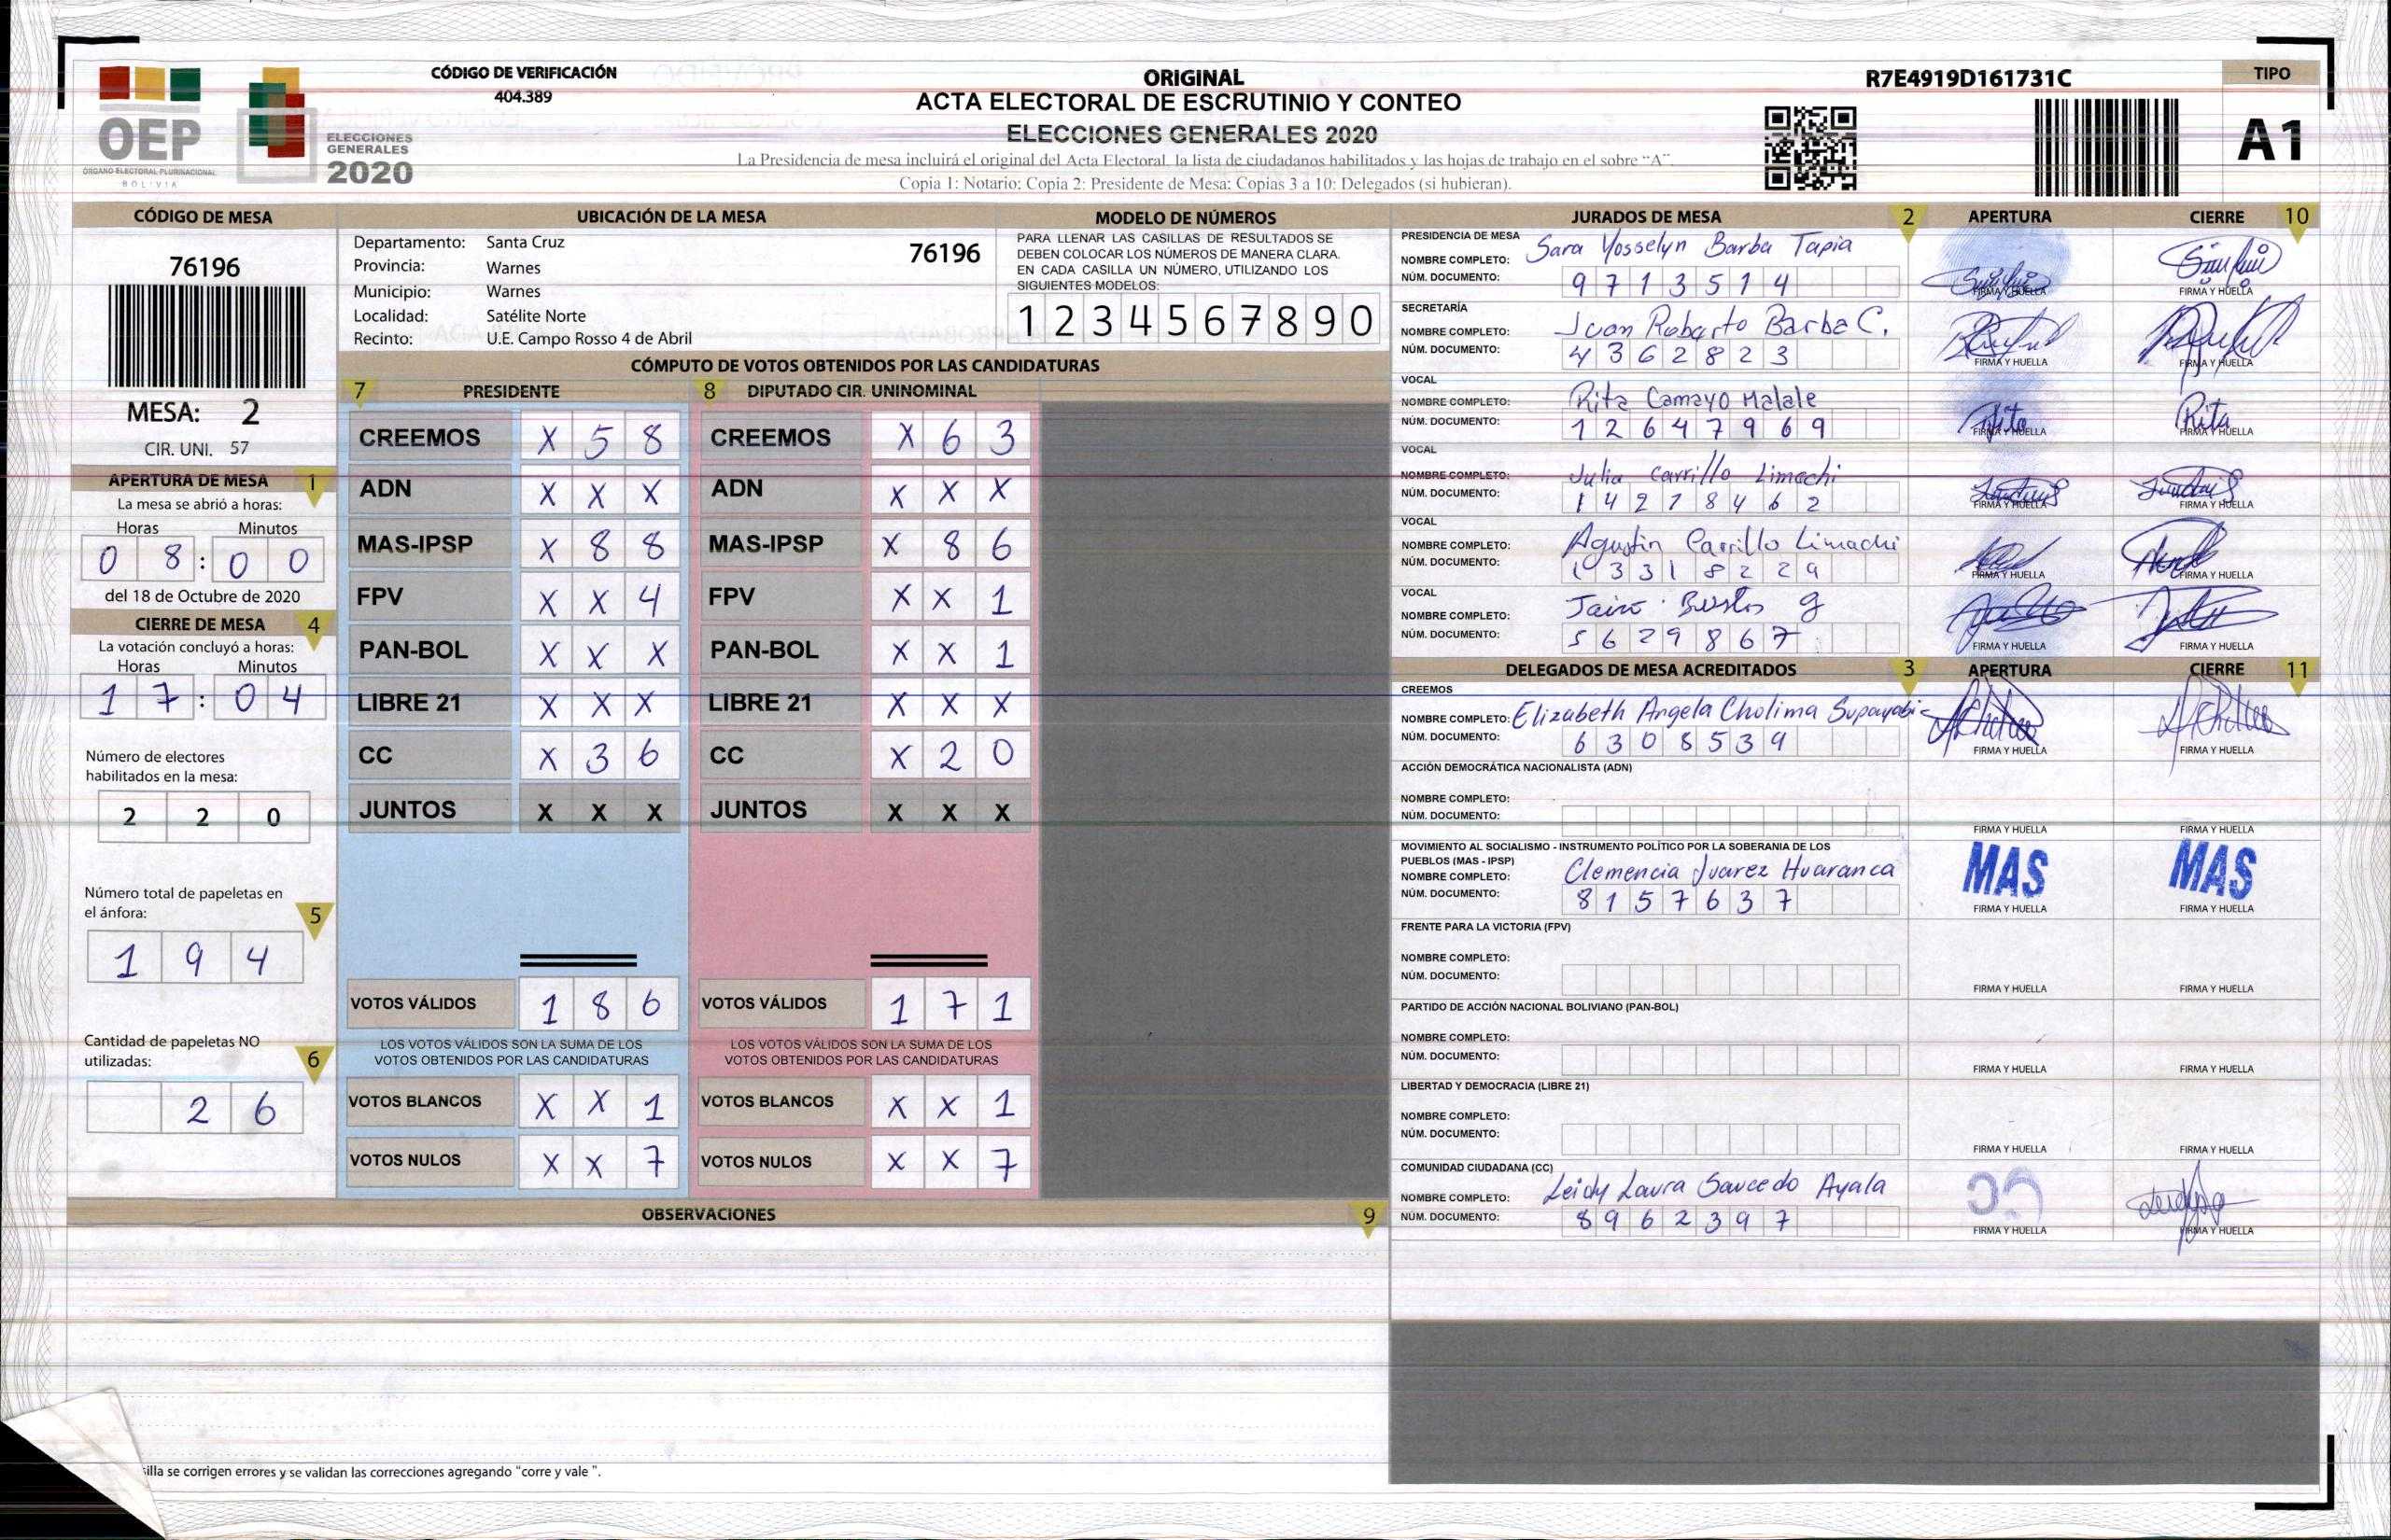 CÓDIGO DE VERIFICACIÓN
404.389
ORIGINAL
ACTA ELECTORAL DE ESCRUTINIO Y CONTEO
ELECCIONES GENERALES 2020
La Presidencia de mesa incluirá el original del Acta Electoral, la lista de ciudadanos habilitados y las hojas de trabajo en el sobre "A".
Copia 1: Notario; Copia 2: Presidente de Mesa; Copias 3 a 10: Delegados (si hubieran).
R7E4919D161731C
TIPO
A1
OEP
ÓRGANO ELECTORAL PLURINACIONAL
BOLIVIA
ELECCIONES
GENERALES
2020
CÓDIGO DE MESA
76196
MESA: 2
CIR. UNI. 57
APERTURA DE MESA 1
La mesa se abrió a horas:
Horas Minutos
0 8 : 0 0
del 18 de Octubre de 2020
CIERRE DE MESA 4
La votación concluyó a horas:
Horas Minutos
1 7 : 0 4
Número de electores
habilitados en la mesa:
2 2 0
Número total de papeletas en
el ánfora: 5
1 9 4
Cantidad de papeletas NO
utilizadas: 6
2 6
UBICACIÓN DE LA MESA
Departamento: Santa Cruz 76196
Provincia: Warnes
Municipio: Warnes
Localidad: Satélite Norte
Recinto: U.E. Campo Rosso 4 de Abril
MODELO DE NÚMEROS
PARA LLENAR LAS CASILLAS DE RESULTADOS SE
DEBEN COLOCAR LOS NÚMEROS DE MANERA CLARA.
EN CADA CASILLA UN NÚMERO, UTILIZANDO LOS
SIGUIENTES MODELOS:
1 2 3 4 5 6 7 8 9 0
CÓMPUTO DE VOTOS OBTENIDOS POR LAS CANDIDATURAS
7 PRESIDENTE 8 DIPUTADO CIR. UNINOMINAL
CREEMOS X 5 8 CREEMOS X 6 3
ADN X X X ADN X X X
MAS-IPSP X 8 8 MAS-IPSP X 8 6
FPV X X 4 FPV X X 1
PAN-BOL X X X PAN-BOL X X 1
LIBRE 21 X X X LIBRE 21 X X X
CC X 3 6 CC X 2 0
JUNTOS X X X JUNTOS X X X
VOTOS VÁLIDOS 1 8 6 VOTOS VÁLIDOS 1 7 1
LOS VOTOS VÁLIDOS SON LA SUMA DE LOS LOS VOTOS VÁLIDOS SON LA SUMA DE LOS
VOTOS OBTENIDOS POR LAS CANDIDATURAS VOTOS OBTENIDOS POR LAS CANDIDATURAS
VOTOS BLANCOS X X 1 VOTOS BLANCOS X X 1
VOTOS NULOS X X 7 VOTOS NULOS X X 7
OBSERVACIONES 9
silla se corrigen errores y se validan las correcciones agregando "corre y vale ".
JURADOS DE MESA 2 APERTURA CIERRE 10
PRESIDENCIA DE MESA
NOMBRE COMPLETO: Sara Yosselyn Barba Tapia
NÚM. DOCUMENTO: 9 7 1 3 5 1 4
FIRMA Y HUELLA FIRMA Y HUELLA
SECRETARÍA
NOMBRE COMPLETO: Juan Roberto Barba C.
NÚM. DOCUMENTO: 4 3 6 2 8 2 3
FIRMA Y HUELLA FIRMA Y HUELLA
VOCAL
NOMBRE COMPLETO: Rita Camayo Malale
NÚM. DOCUMENTO: 1 2 6 4 7 9 6 9
Rita Rita
FIRMA Y HUELLA FIRMA Y HUELLA
VOCAL
NOMBRE COMPLETO: Julia Carrillo Limachi
NÚM. DOCUMENTO: 1 4 2 7 8 4 6 2
FIRMA Y HUELLA FIRMA Y HUELLA
VOCAL
NOMBRE COMPLETO: Agustin Carrillo Limachi
NÚM. DOCUMENTO: 1 3 3 1 8 2 2 9
FIRMA Y HUELLA FIRMA Y HUELLA
VOCAL
NOMBRE COMPLETO: Jairo Bustos g
NÚM. DOCUMENTO: 5 6 2 9 8 6 7
FIRMA Y HUELLA FIRMA Y HUELLA
DELEGADOS DE MESA ACREDITADOS 3 APERTURA CIERRE 11
CREEMOS
NOMBRE COMPLETO: Elizabeth Angela Cholima
NÚM. DOCUMENTO: 6 3 0 8 5 3 9
FIRMA Y HUELLA FIRMA Y HUELLA
ACCIÓN DEMOCRÁTICA NACIONALISTA (ADN)
NOMBRE COMPLETO:
NÚM. DOCUMENTO:
FIRMA Y HUELLA FIRMA Y HUELLA
MOVIMIENTO AL SOCIALISMO - INSTRUMENTO POLÍTICO POR LA SOBERANIA DE LOS
PUEBLOS (MAS - IPSP)
NOMBRE COMPLETO: Clemencia Juarez Huaranca
NÚM. DOCUMENTO: 8 1 5 7 6 3 7
MAS MAS
FIRMA Y HUELLA FIRMA Y HUELLA
FRENTE PARA LA VICTORIA (FPV)
NOMBRE COMPLETO:
NÚM. DOCUMENTO:
FIRMA Y HUELLA FIRMA Y HUELLA
PARTIDO DE ACCIÓN NACIONAL BOLIVIANO (PAN-BOL)
NOMBRE COMPLETO:
NÚM. DOCUMENTO:
FIRMA Y HUELLA FIRMA Y HUELLA
LIBERTAD Y DEMOCRACIA (LIBRE 21)
NOMBRE COMPLETO:
NÚM. DOCUMENTO:
FIRMA Y HUELLA FIRMA Y HUELLA
COMUNIDAD CIUDADANA (CC)
NOMBRE COMPLETO: Leidy Laura Saucedo Ayala
NÚM. DOCUMENTO: 8 9 6 2 3 9 7
FIRMA Y HUELLA FIRMA Y HUELLA